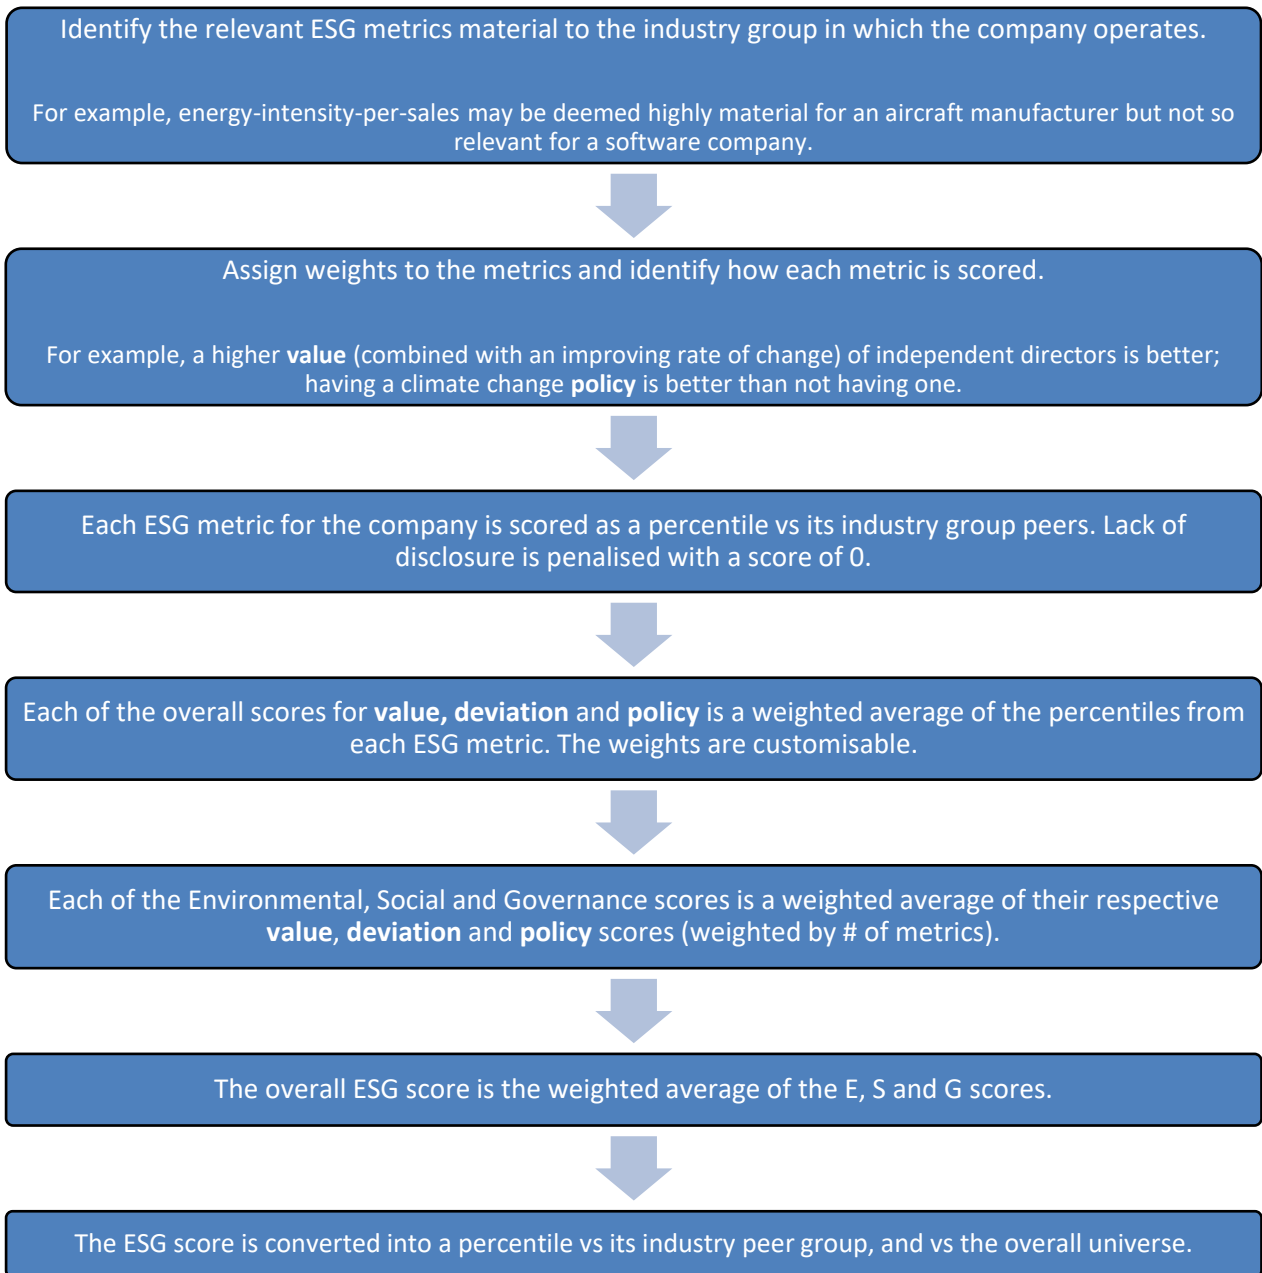 Identify the relevant ESG metrics material to the industry group in which the company operates.
For example, energy-intensity-per-sales may be deemed highly material for an aircraft manufacturer but not so
relevant for a software company.
Assign weights to the metrics and identify how each metric is scored.
For example, a higher value (combined with an improving rate of change) of independent directors is better;
having a climate change policy is better than not having one.
Each ESG metric for the company is scored as a percentile vs its industry group peers. Lack of
disclosure is penalised with a score of 0.
Each of the overall scores for value, deviation and policy is a weighted average of the percentiles from
each ESG metric. The weights are customisable.
Each of the Environmental, Social and Governance scores is a weighted average of their respective
value, deviation and policy scores (weighted by # of metrics).
The overall ESG score is the weighted average of the E, S and G scores.
The ESG score is converted into a percentile vs its industry peer group, and vs the overall universe.